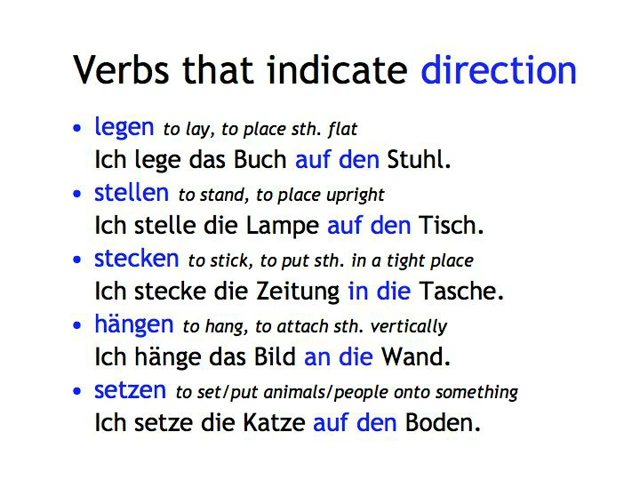 Verbs that indicate direction
• legen to lay, to place sth. flat
Ich lege das Buch auf den Stuhl.
• stellen to stand, to place upright
Ich stelle die Lampe auf den Tisch.
• stecken to stick, to put sth. in a tight place
Ich stecke die Zeitung in die Tasche.
• hängen to hang, to attach sth. vertically
Ich hänge das Bild an die Wand.
• setzen to set/put animals/people onto something
Ich setze die Katze auf den Boden.